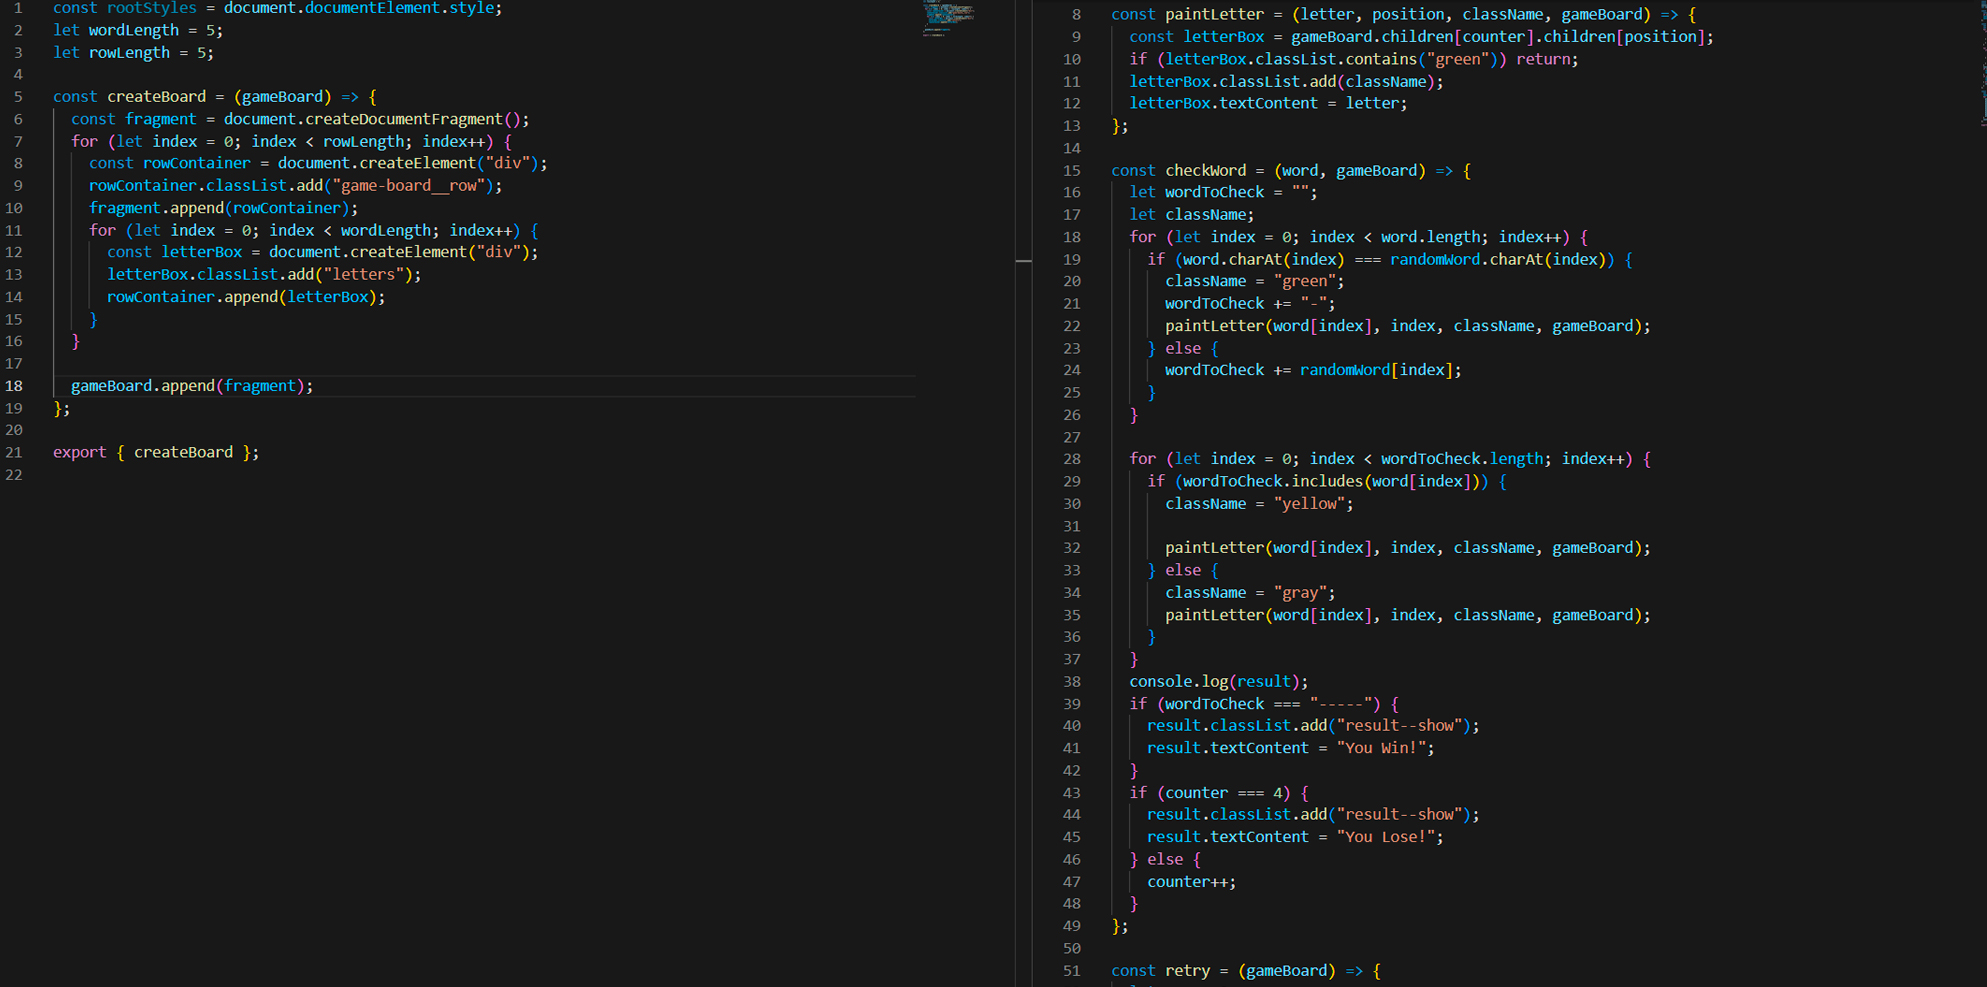 1 const rootStyles = document.documentElement.style;
2 let wordLength = 5;
3 let rowLength = 5;
4
5 const createBoard = (gameBoard) => {
6   const fragment = document.createDocumentFragment();
7   for (let index = 0; index < rowLength; index++) {
8     const rowContainer = document.createElement("div");
9     rowContainer.classList.add("game-board__row");
10     fragment.append(rowContainer);
11     for (let index = 0; index < wordLength; index++) {
12       const letterBox = document.createElement("div");
13       letterBox.classList.add("letters");
14       rowContainer.append(letterBox);
15     }
16   }
17
18   gameBoard.append(fragment);
19 };
20
21 export { createBoard };
22
8 const paintLetter = (letter, position, className, gameBoard) => {
9   const letterBox = gameBoard.children[counter].children[position];
10   if (letterBox.classList.contains("green")) return;
11   letterBox.classList.add(className);
12   letterBox.textContent = letter;
13 };
14
15 const checkWord = (word, gameBoard) => {
16   let wordToCheck = "";
17   let className;
18   for (let index = 0; index < word.length; index++) {
19     if (word.charAt(index) === randomWord.charAt(index)) {
20       className = "green";
21       wordToCheck += "-";
22       paintLetter(word[index], index, className, gameBoard);
23     } else {
24       wordToCheck += randomWord[index];
25     }
26   }
27
28   for (let index = 0; index < wordToCheck.length; index++) {
29     if (wordToCheck.includes(word[index])) {
30       className = "yellow";
31
32       paintLetter(word[index], index, className, gameBoard);
33     } else {
34       className = "gray";
35       paintLetter(word[index], index, className, gameBoard);
36     }
37   }
38   console.log(result);
39   if (wordToCheck === "-----") {
40     result.classList.add("result--show");
41     result.textContent = "You Win!";
42   }
43   if (counter === 4) {
44     result.classList.add("result--show");
45     result.textContent = "You Lose!";
46   } else {
47     counter++;
48   }
49 };
50
51 const retry = (gameBoard) => {